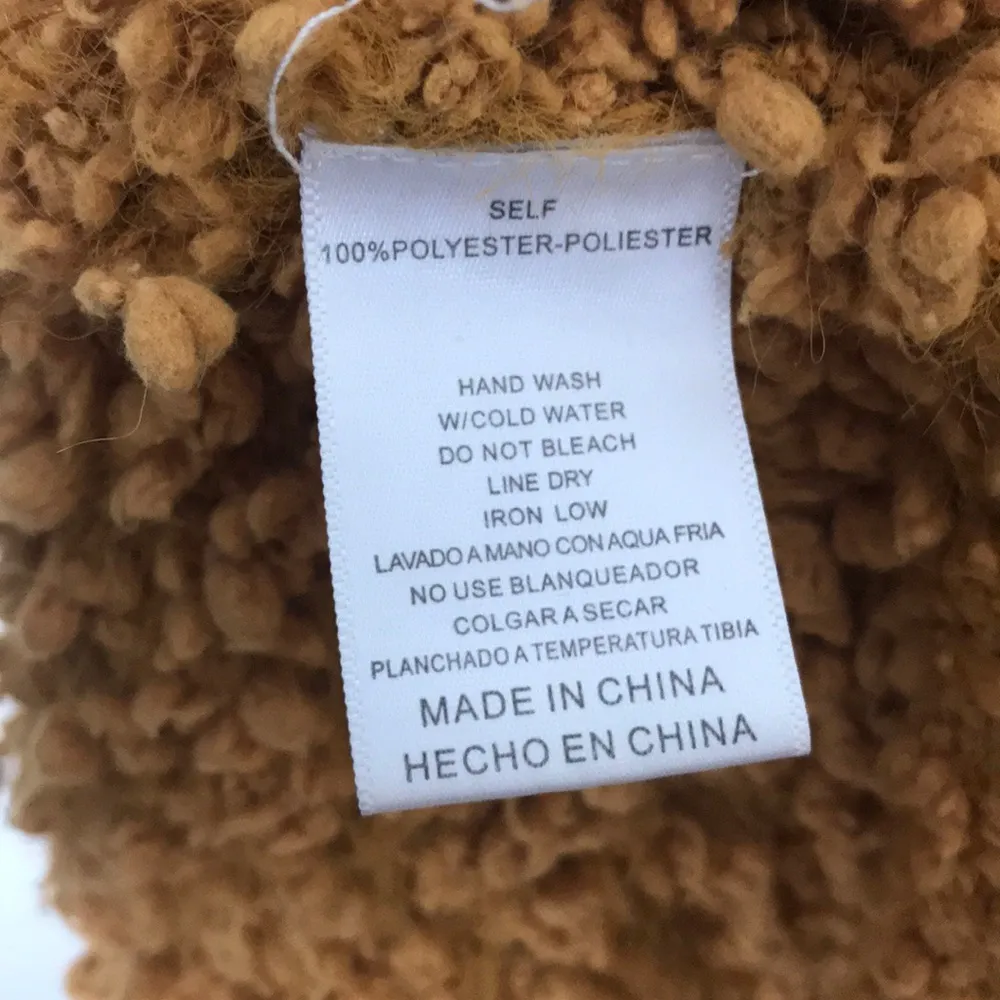 SELF
100%POLYESTER-POLIESTER
HAND WASH
W/COLD WATER
DO NOT BLEACH
LINE DRY
IRON LOW
LAVADO A MANO CON AQUA FRIA
NO USE BLANQUEADOR
COLGAR A SECAR
PLANCHADO A TEMPERATURA TIBIA
MADE IN CHINA
HECHO EN CHINA